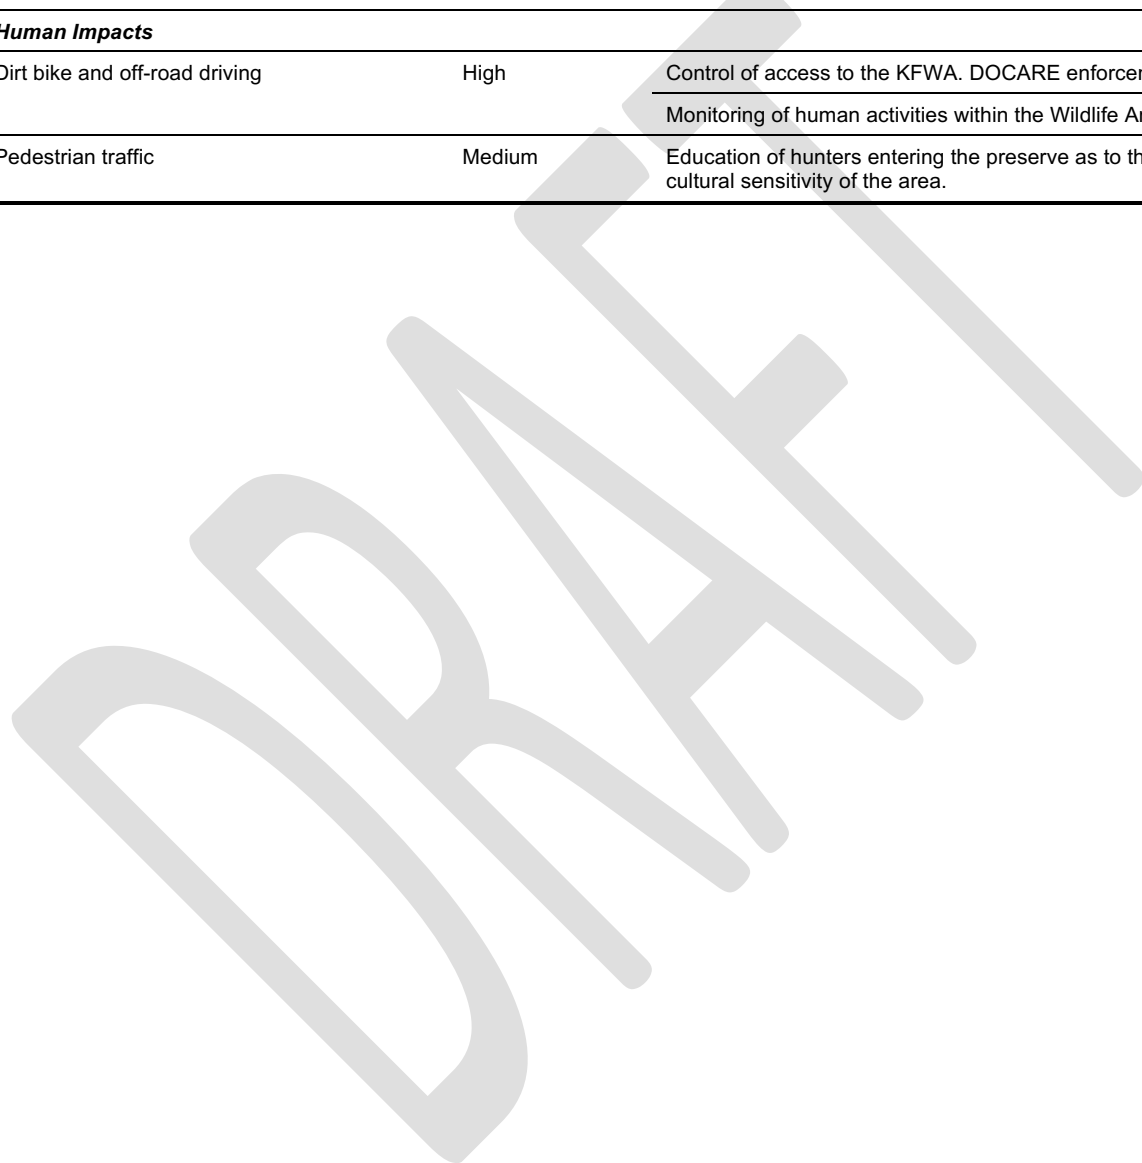 Human Impacts
Dirt bike and off-road driving High Control of access to the KFWA. DOCARE
Monitoring of human activities within the Wildlife
Pedestrian traffic Medium Education of hunters entering the preserve as to
cultural sensitivity of the area.
DRAFT